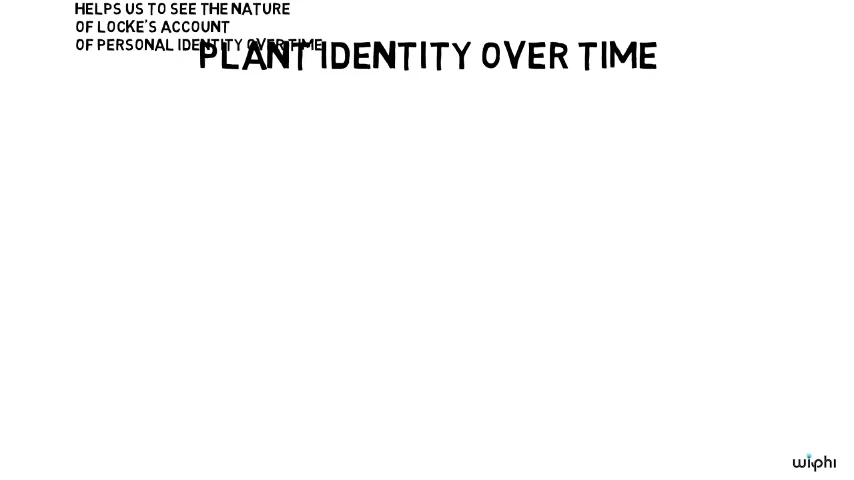 HELPS US TO SEE THE NATURE
OF LOCKE'S ACCOUNT
OF PERSONAL IDENTITY OVER TIME
PLANT IDENTITY OVER TIME
wiphi